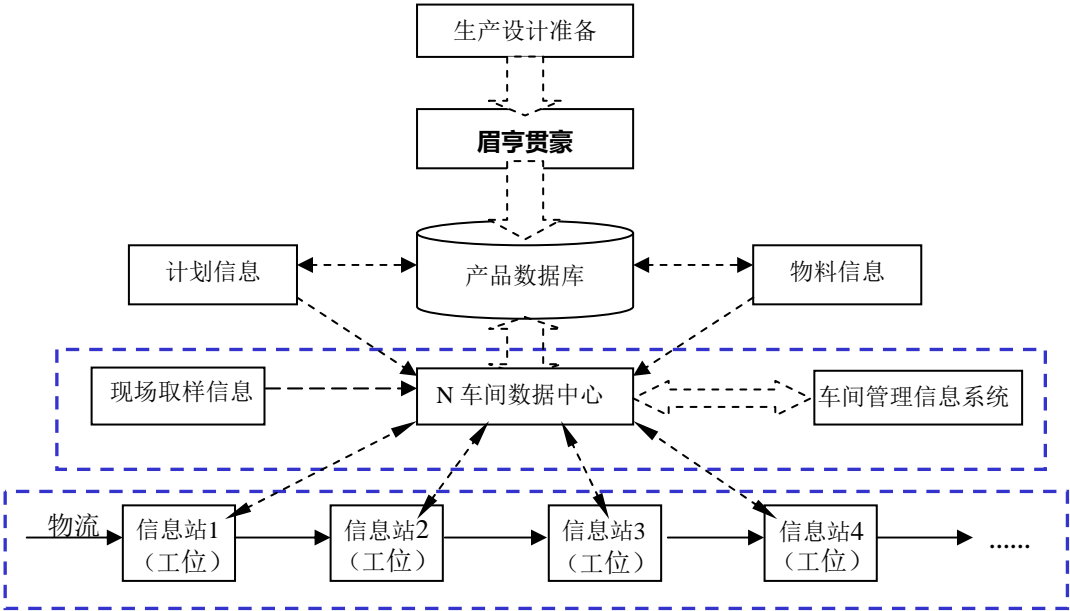 生产设计准备
眉亨贯豪
计划信息
产品数据库
物料信息
现场取样信息
N 车间数据中心
车间管理信息系统
物流
信息站1
（工位）
信息站2
（工位）
信息站3
（工位）
信息站4
（工位）
......